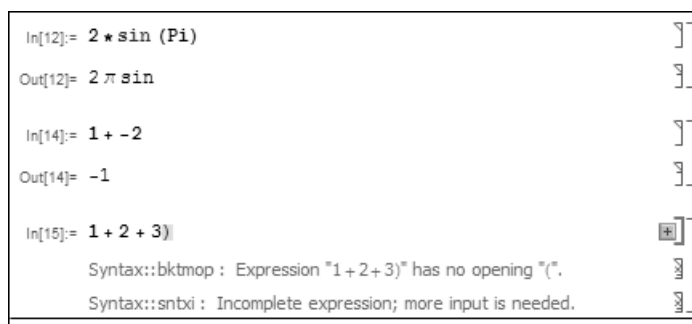 In[12]:= 2 * sin (Pi)
Out[12]= 2 π sin
In[14]:= 1 + -2
Out[14]= -1
In[15]:= 1 + 2 + 3)
Syntax::bktmop : Expression "1 + 2 + 3)" has no opening "(".
Syntax::sntxi : Incomplete expression; more input is needed.